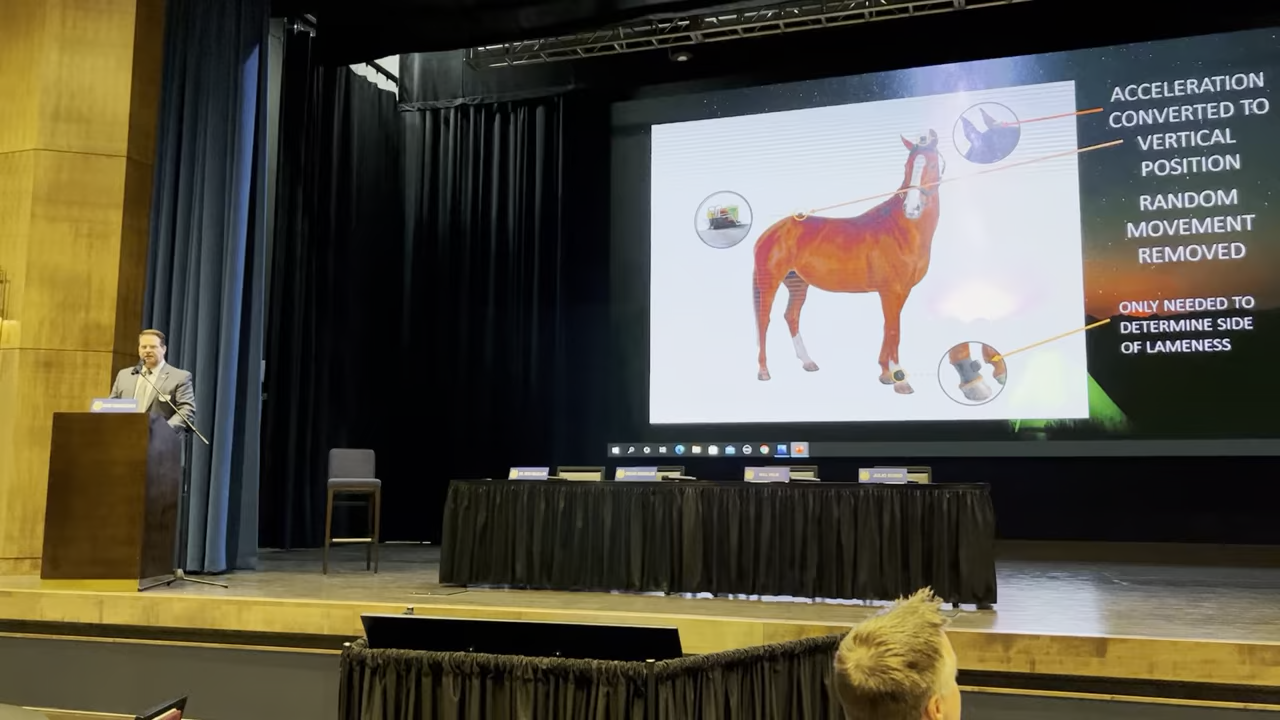 ACCELERATION
CONVERTED TO
VERTICAL
POSITION
RANDOM
MOVEMENT
REMOVED
ONLY NEEDED TO
DETERMINE SIDE
OF LAMENESS